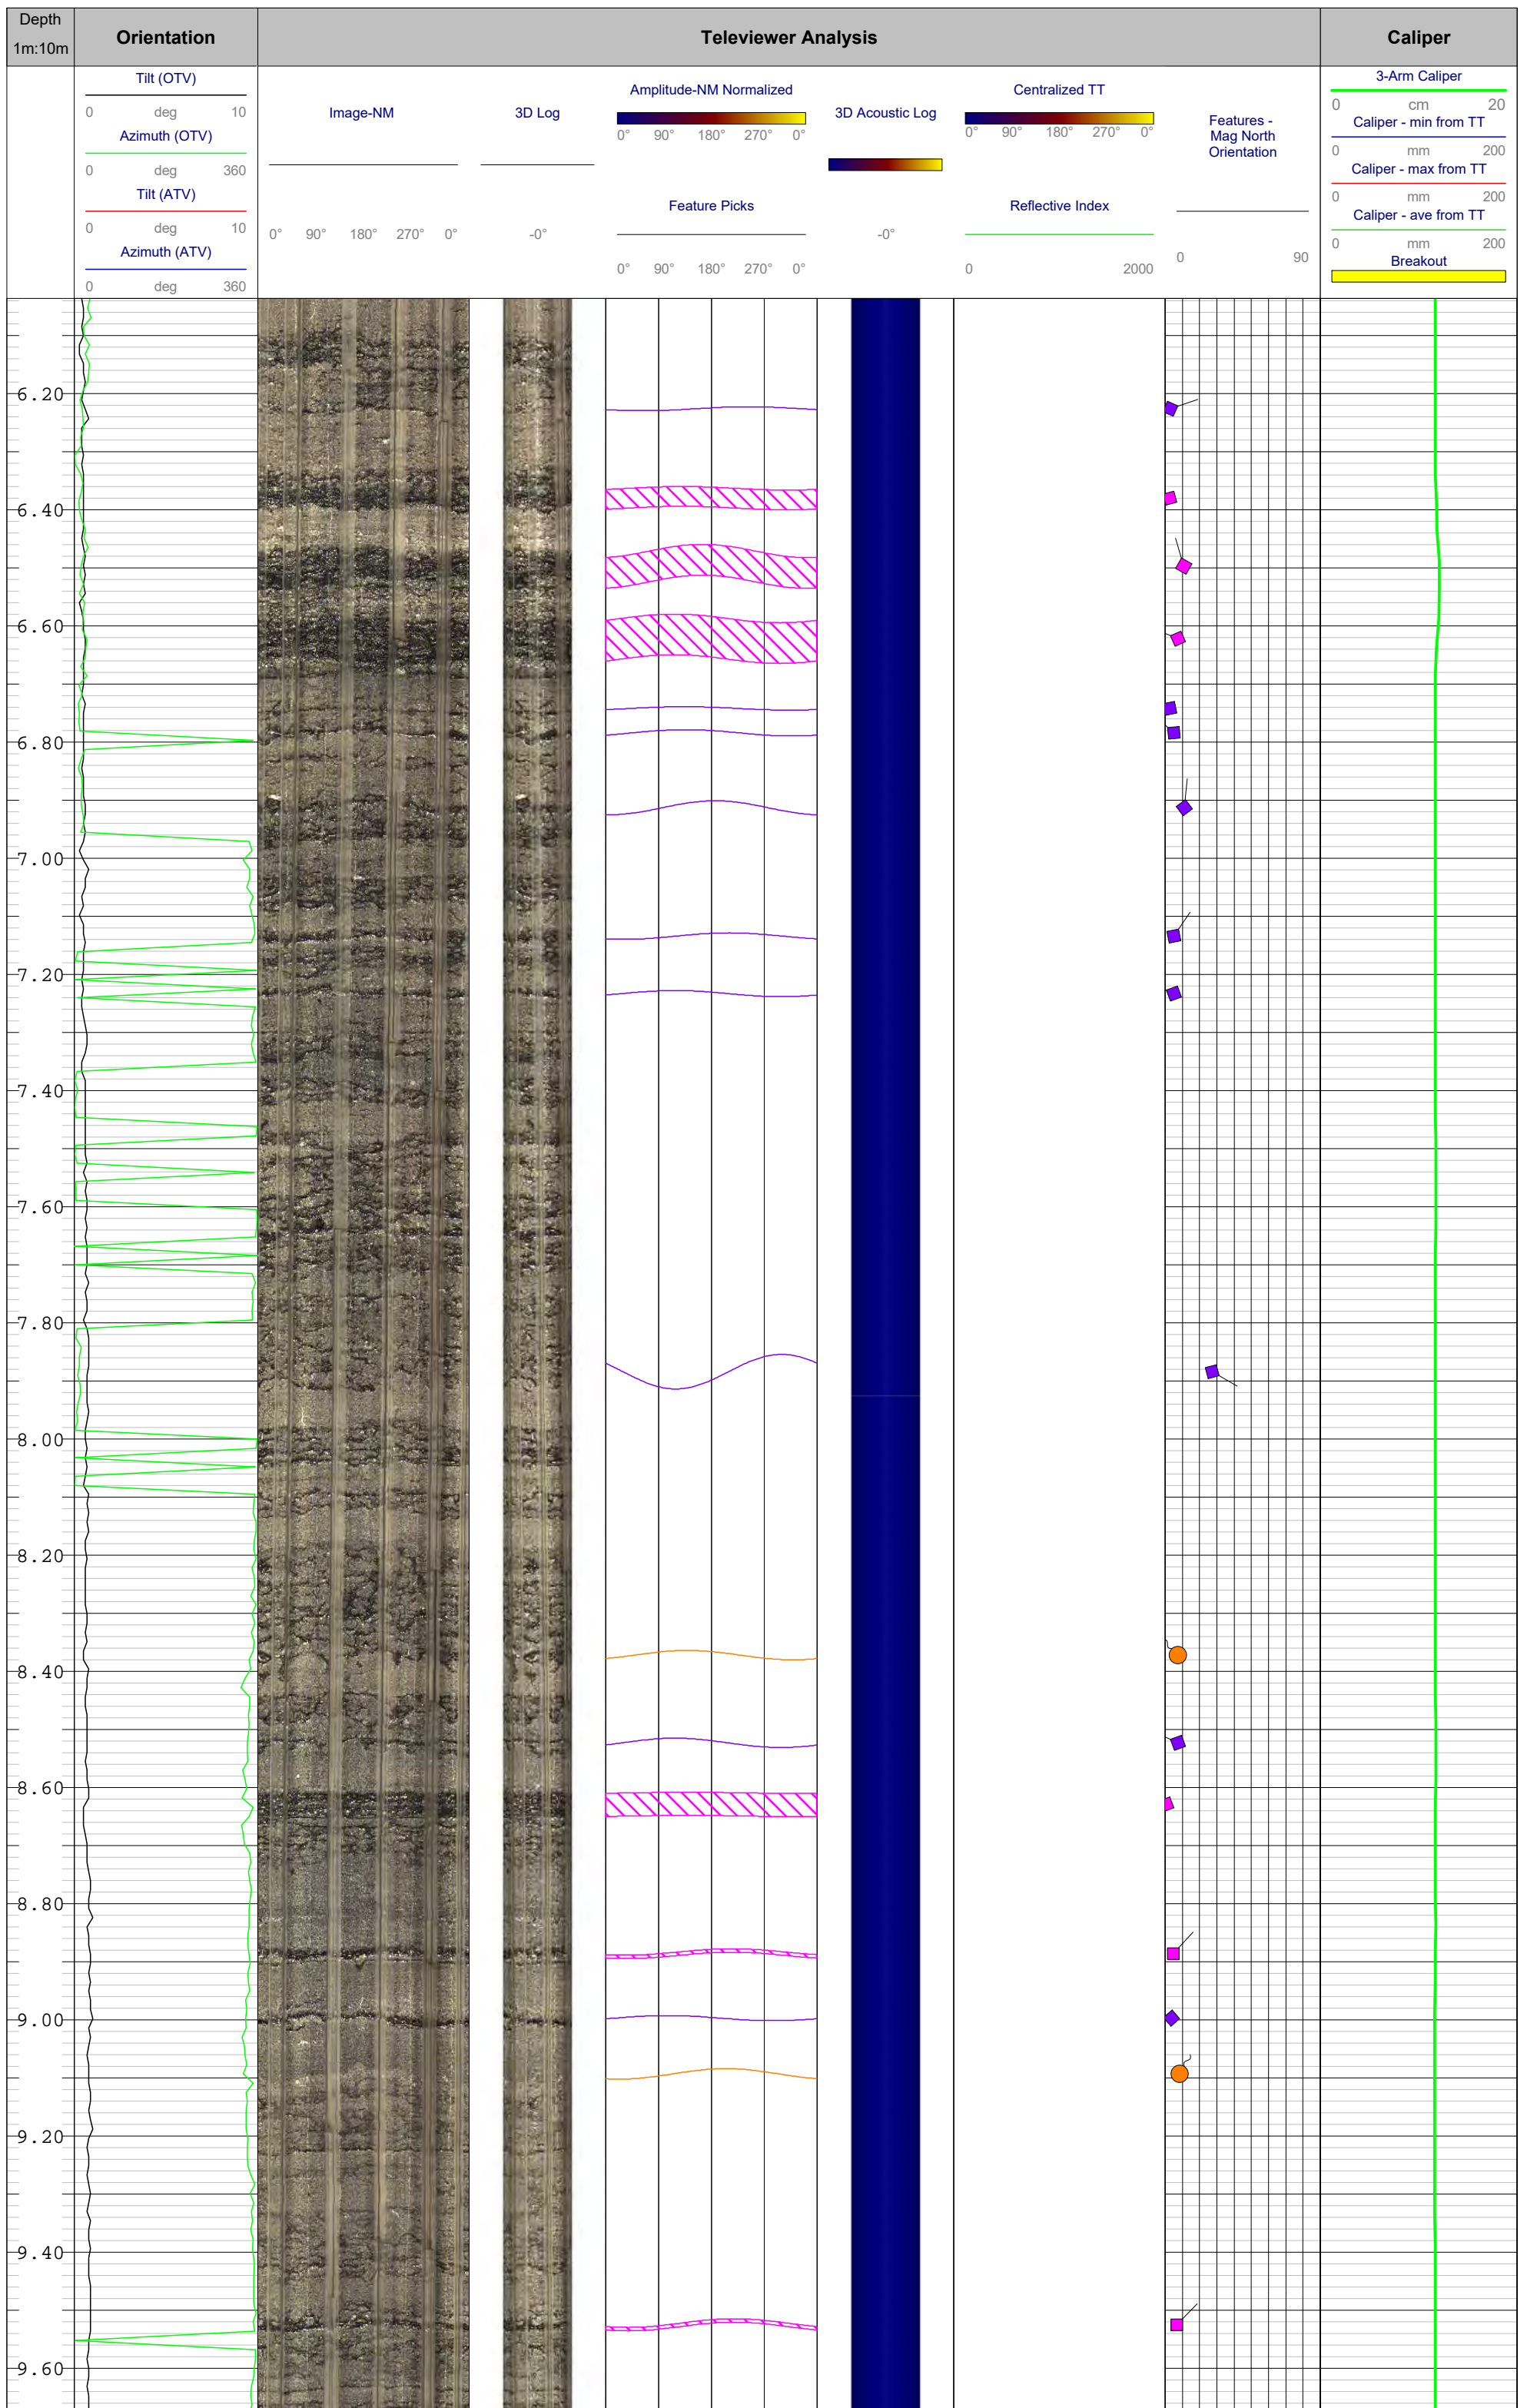 Depth
1m:10m
Orientation
Televiewer Analysis
Caliper
Tilt (OTV)
0 deg 10
Azimuth (OTV)
0 deg 360
Tilt (ATV)
0 deg 10
Azimuth (ATV)
0 deg 360
Image-NM
0° 90° 180° 270° 0°
3D Log
-0°
Amplitude-NM Normalized
0° 90° 180° 270° 0°
Feature Picks
0° 90° 180° 270° 0°
3D Acoustic Log
-0°
Centralized TT
0° 90° 180° 270° 0°
Reflective Index
0 2000
Features -
Mag North
Orientation
0 90
3-Arm Caliper
0 cm 20
Caliper - min from TT
0 mm 200
Caliper - max from TT
0 mm 200
Caliper - ave from TT
0 mm 200
Breakout
6.20
6.40
6.60
6.80
7.00
7.20
7.40
7.60
7.80
8.00
8.20
8.40
8.60
8.80
9.00
9.20
9.40
9.60